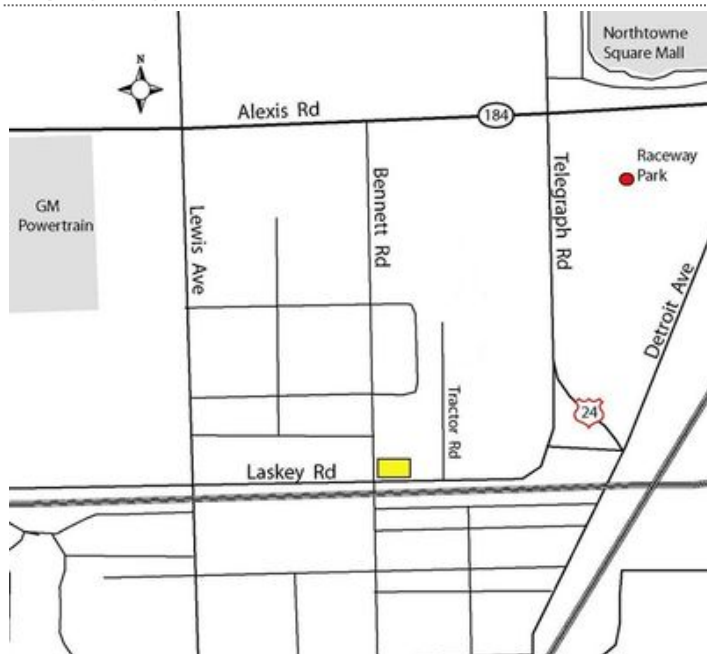 Northtowne
Square Mall
N
Alexis Rd
184
Raceway
Park
GM
Powertrain
Lewis Ave
Bennett Rd
Telegraph Rd
Detroit Ave
Tractor Rd
24
Laskey Rd